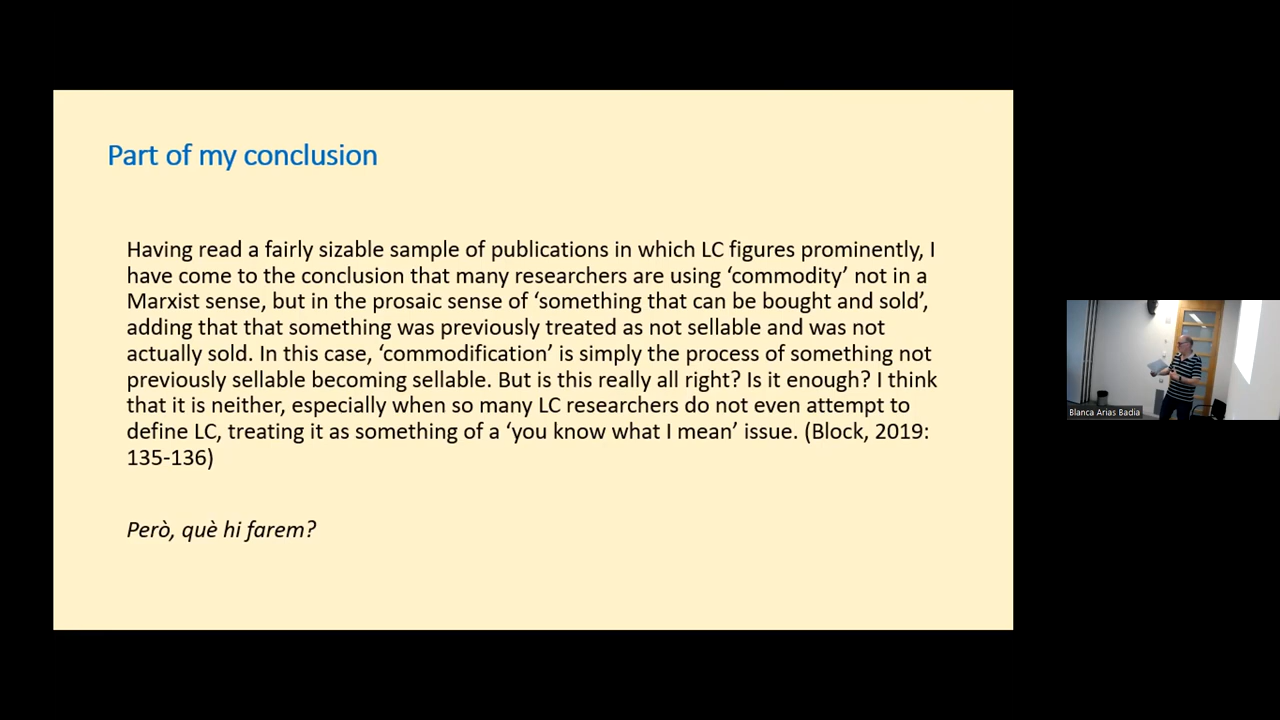 Part of my conclusion
Having read a fairly sizable sample of publications in which LC figures prominently, I
have come to the conclusion that many researchers are using ‘commodity’ not in a
Marxist sense, but in the prosaic sense of ‘something that can be bought and sold’,
adding that that something was previously treated as not sellable and was not
actually sold. In this case, ‘commodification’ is simply the process of something not
previously sellable becoming sellable. But is this really all right? Is it enough? I think
that it is neither, especially when so many LC researchers do not even attempt to
define LC, treating it as something of a ‘you know what I mean’ issue. (Block, 2019:
135-136)
Però, què hi farem?
Blanca Arias Badia